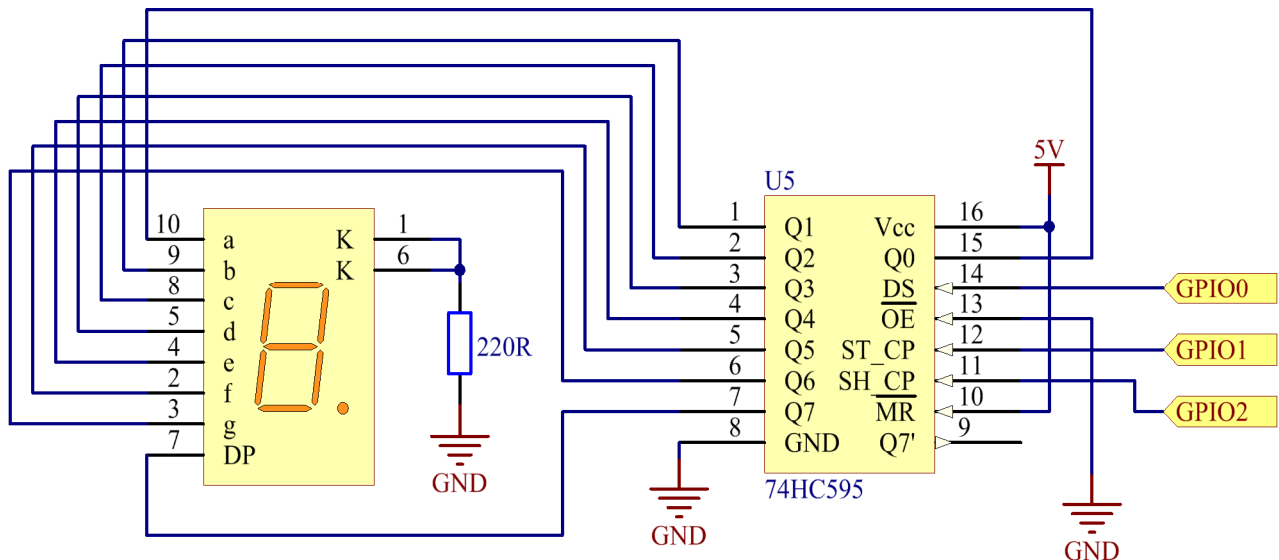 5V
U5
10 a K 1
9 b K 6
8 c
5 d
4 e
2 f
3 g
7 DP
220R
GND
1 Q1 Vcc 16
2 Q2 Q0 15
3 Q3 DS 14
4 Q4 OE 13
5 Q5 ST_CP 12
6 Q6 SH_CP 11
7 Q7 MR 10
8 GND Q7' 9
74HC595
GPIO0
GPIO1
GPIO2
GND
GND